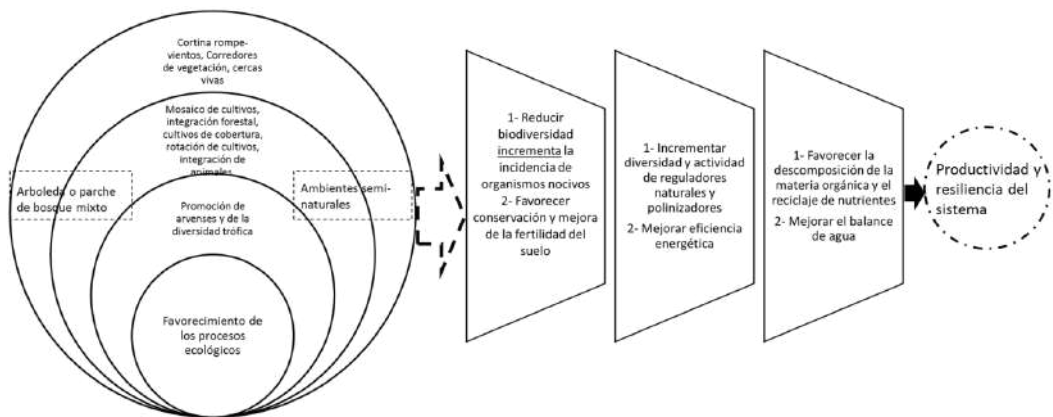 Cortina rompe-
vientos, Corredores
de vegetación, cercas
vivas
Mosaico de cultivos,
integración forestal,
cultivos de cobertura,
rotación de cultivos,
integración de
animales
Arboleda o parche
de bosque mixto
Ambientes semi-
naturales
Promoción de
arvenses y de la
diversidad trófica
Favorecimiento de
los procesos
ecológicos
1- Reducir
biodiversidad
incrementa la
incidencia de
organismos nocivos
2- Favorecer
conservación y mejora
de la fertilidad del
suelo
1- Incrementar
diversidad y actividad
de reguladores
naturales y
polinizadores
2- Mejorar eficiencia
energética
1- Favorecer la
descomposición de la
materia orgánica y el
reciclaje de nutrientes
2- Mejorar el balance
de agua
Productividad y
resiliencia del
sistema